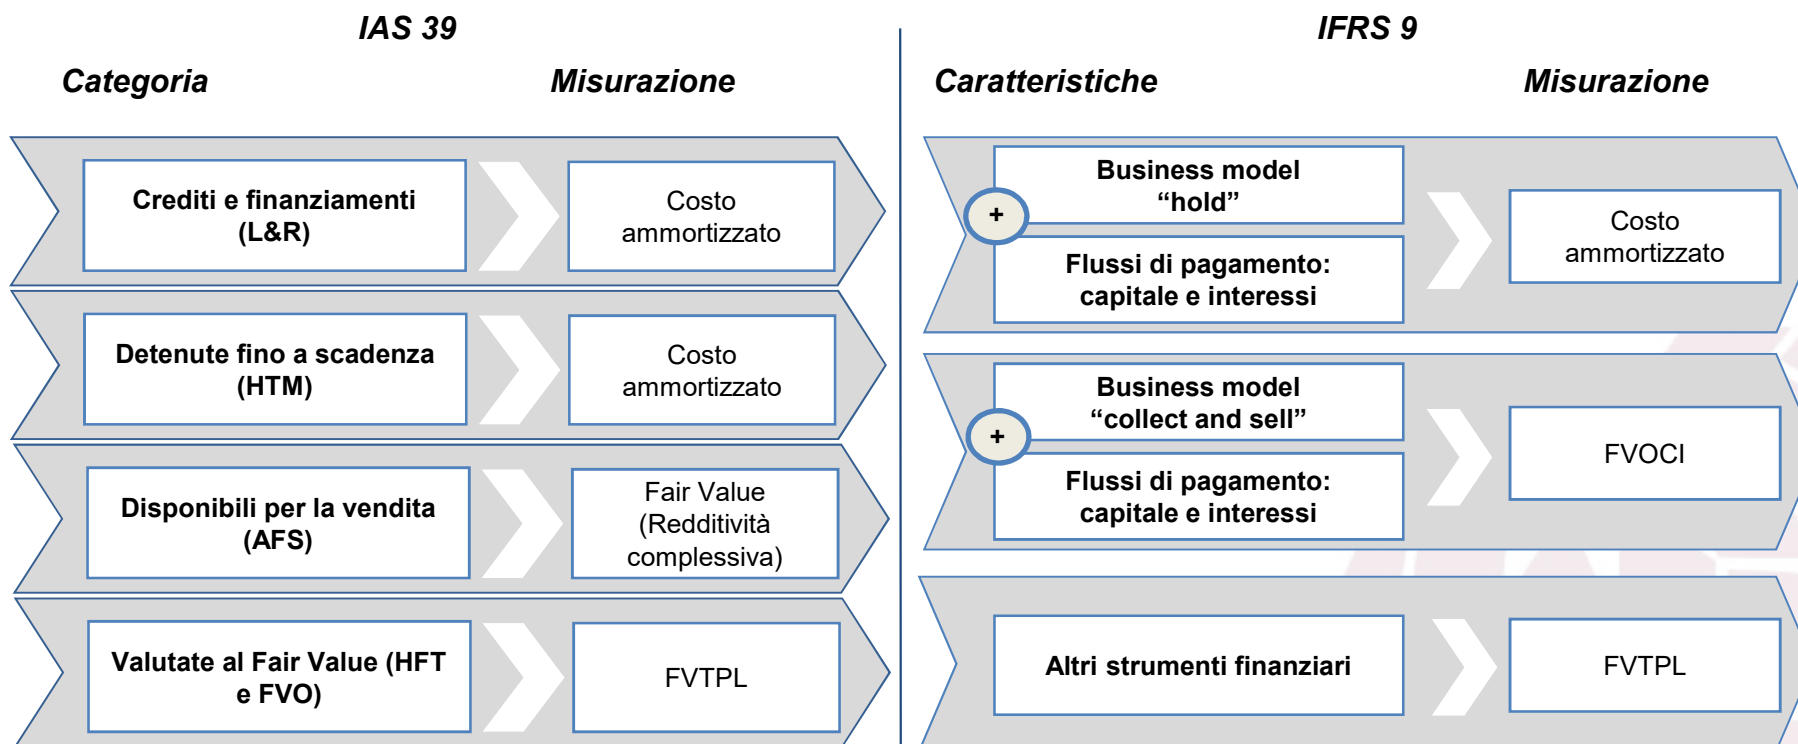 IAS 39
Categoria
Misurazione
Crediti e finanziamenti
(L&R)
Costo
ammortizzato
Detenute fino a scadenza
(HTM)
Costo
ammortizzato
Disponibili per la vendita
(AFS)
Fair Value
(Redditività
complessiva)
Valutate al Fair Value (HFT
e FVO)
FVTPL
IFRS 9
Caratteristiche
Misurazione
Business model
“hold”
+
Flussi di pagamento:
capitale e interessi
Costo
ammortizzato
Business model
“collect and sell”
+
Flussi di pagamento:
capitale e interessi
FVOCI
Altri strumenti finanziari
FVTPL